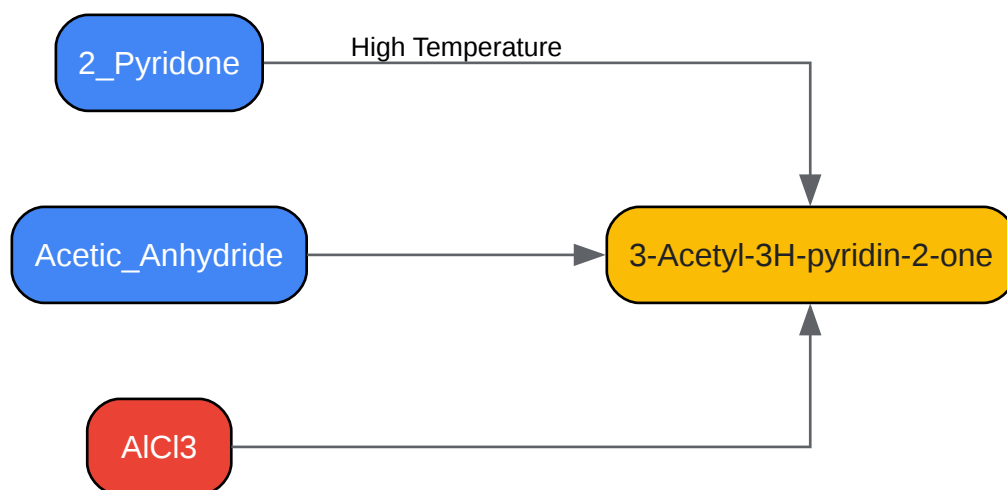 2_Pyridone
High Temperature
Acetic_Anhydride
3-Acetyl-3H-pyridin-2-one
AlCl3